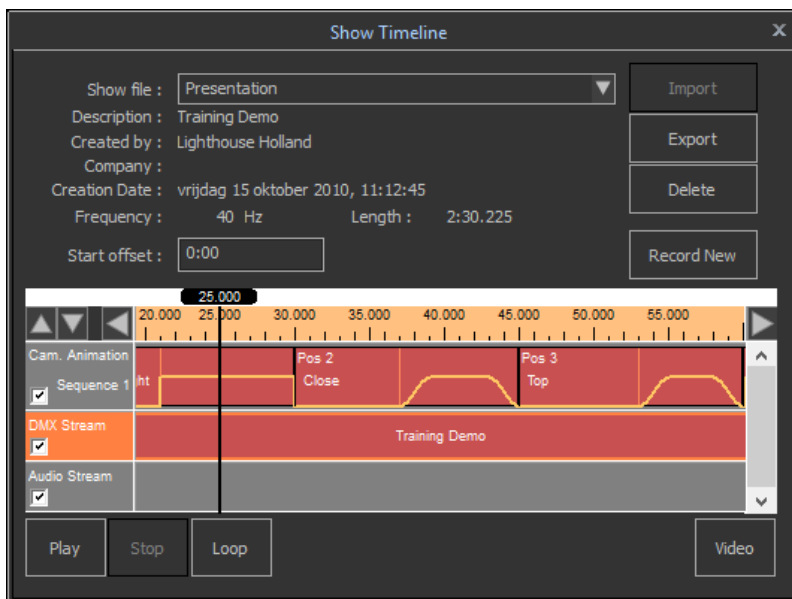 Show Timeline
x
Show file : Presentation
Import
Description : Training Demo
Created by : Lighthouse Holland
Export
Company :
Creation Date : vrijdag 15 oktober 2010, 11:12:45
Delete
Frequency : 40 Hz Length : 2:30.225
Start offset : 0:00
Record New
25.000
20.000 25.000 30.000 35.000 40.000 45.000 50.000 55.000
Cam. Animation
Pos 2 Pos 3
Sequence 1 ht Close Top
DMX Stream
Training Demo
Audio Stream
Play Stop Loop Video